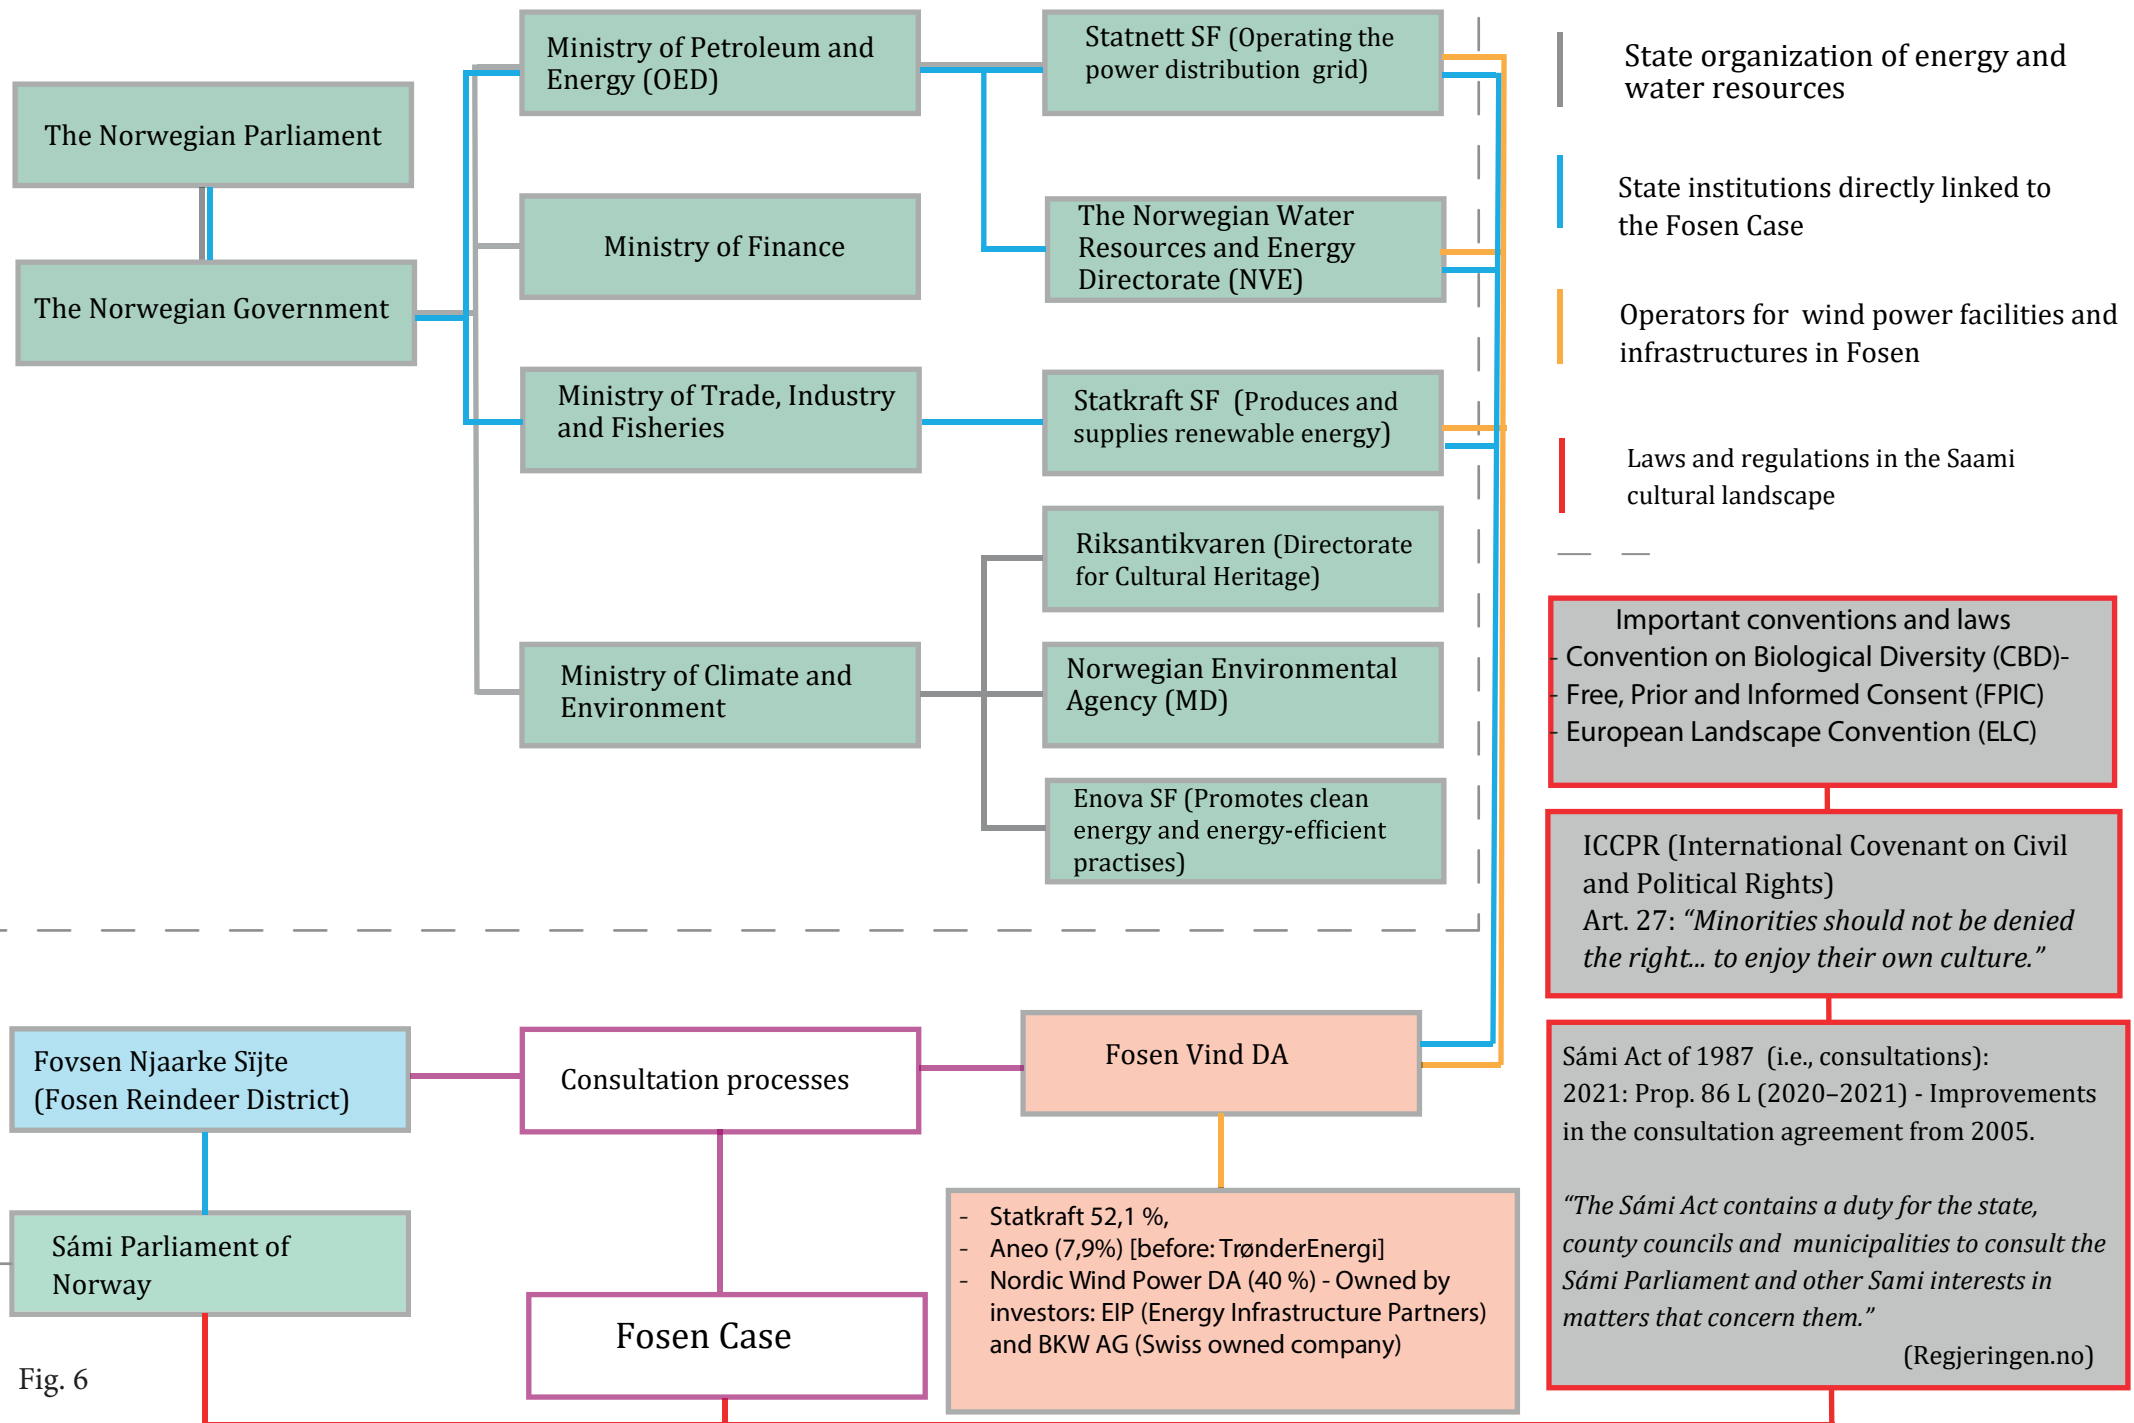 The Norwegian Parliament
The Norwegian Government
Ministry of Petroleum and
Energy (OED)
Ministry of Finance
Ministry of Trade, Industry
and Fisheries
Ministry of Climate and
Environment
Statnett SF (Operating the
power distribution grid)
The Norwegian Water
Resources and Energy
Directorate (NVE)
Statkraft SF (Produces and
supplies renewable energy)
Riksantikvaren (Directorate
for Cultural Heritage)
Norwegian Environmental
Agency (MD)
Enova SF (Promotes clean
energy and energy-efficient
practises)
State organization of energy and
water resources
State institutions directly linked to
the Fosen Case
Operators for wind power facilities and
infrastructures in Fosen
Laws and regulations in the Saami
cultural landscape
Important conventions and laws
- Convention on Biological Diversity (CBD)-
- Free, Prior and Informed Consent (FPIC)
- European Landscape Convention (ELC)
ICCPR (International Covenant on Civil
and Political Rights)
Art. 27: “Minorities should not be denied
the right... to enjoy their own culture.”
Sámi Act of 1987 (i.e., consultations):
2021: Prop. 86 L (2020–2021) - Improvements
in the consultation agreement from 2005.
“The Sámi Act contains a duty for the state,
county councils and municipalities to consult the
Sámi Parliament and other Sami interests in
matters that concern them.”
(Regjeringen.no)
Fovsen Njaarke Sïjte
(Fosen Reindeer District)
Consultation processes
Fosen Vind DA
Sámi Parliament of
Norway
Fosen Case
- Statkraft 52,1 %,
- Aneo (7,9%) [before: TrønderEnergi]
- Nordic Wind Power DA (40 %) - Owned by
investors: EIP (Energy Infrastructure Partners)
and BKW AG (Swiss owned company)
Fig. 6